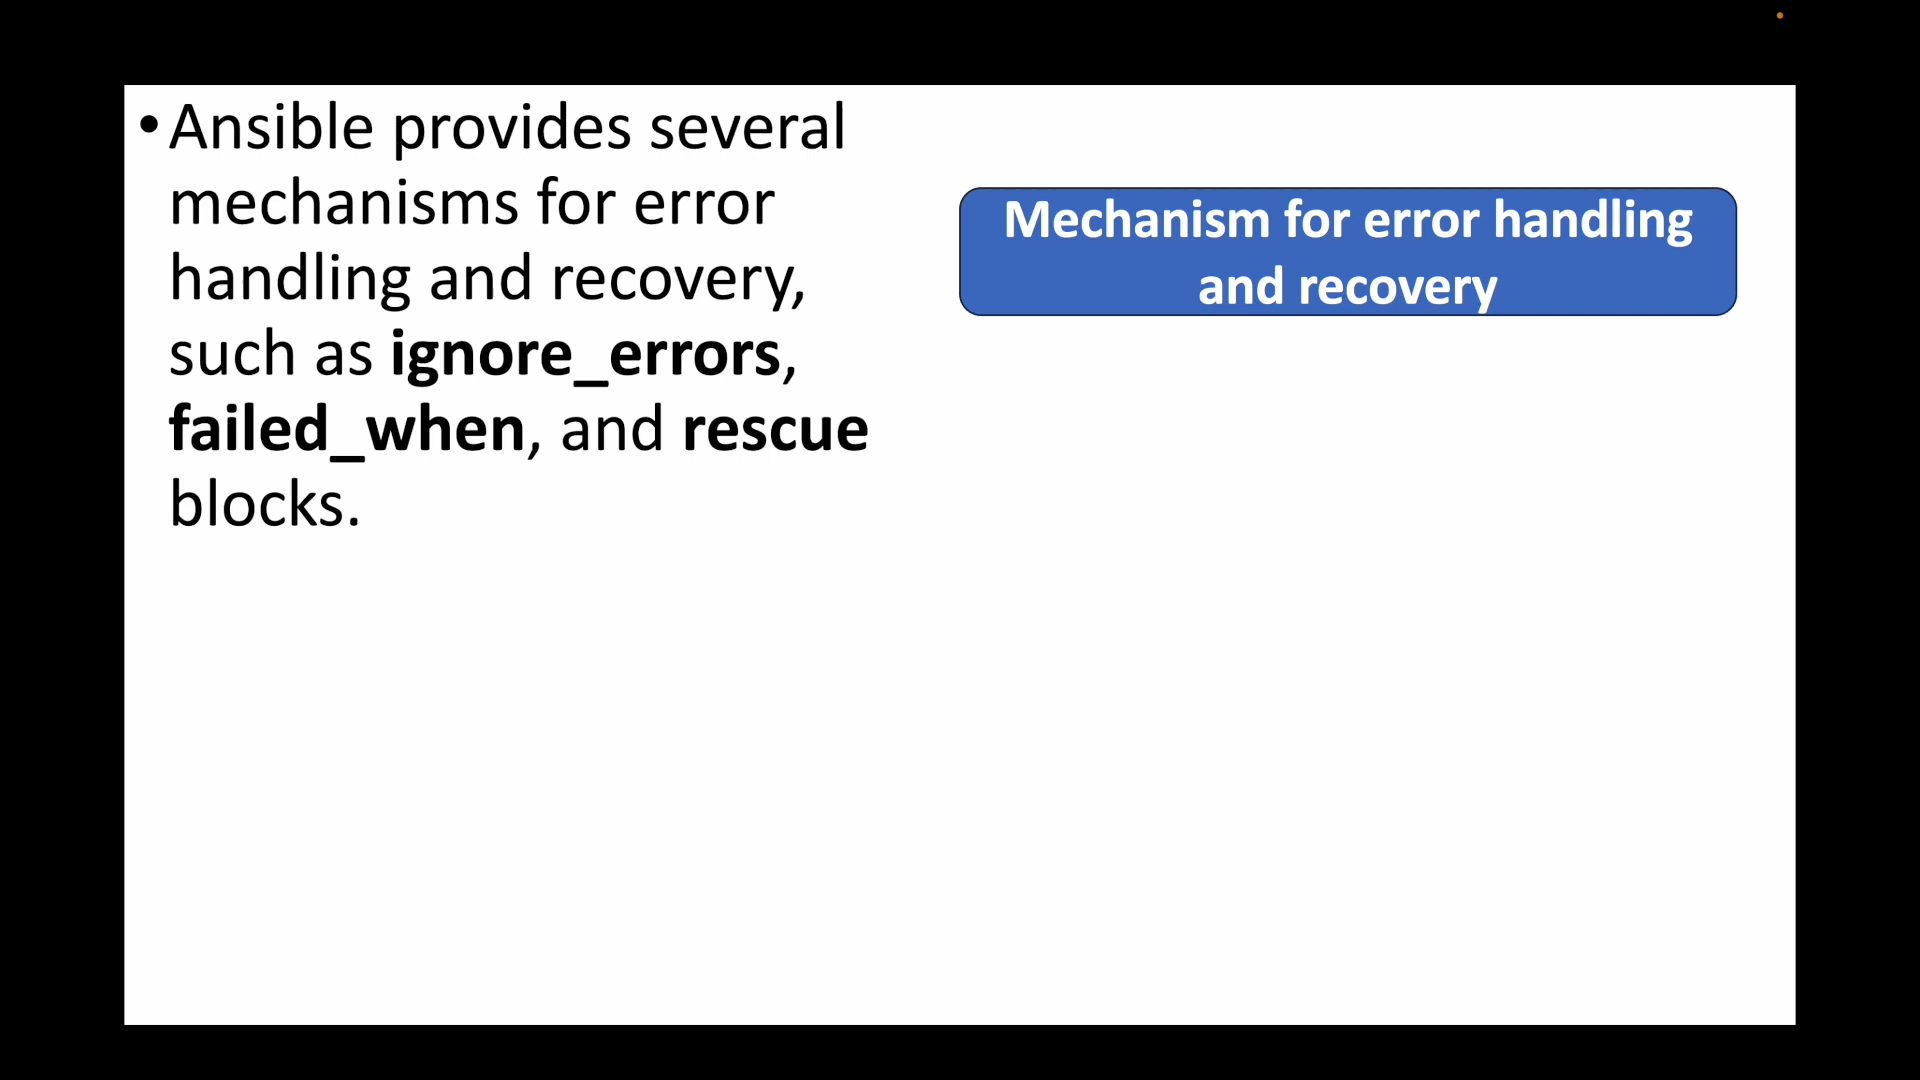 • Ansible provides several
mechanisms for error
handling and recovery,
such as ignore_errors,
failed_when, and rescue
blocks.
Mechanism for error handling
and recovery